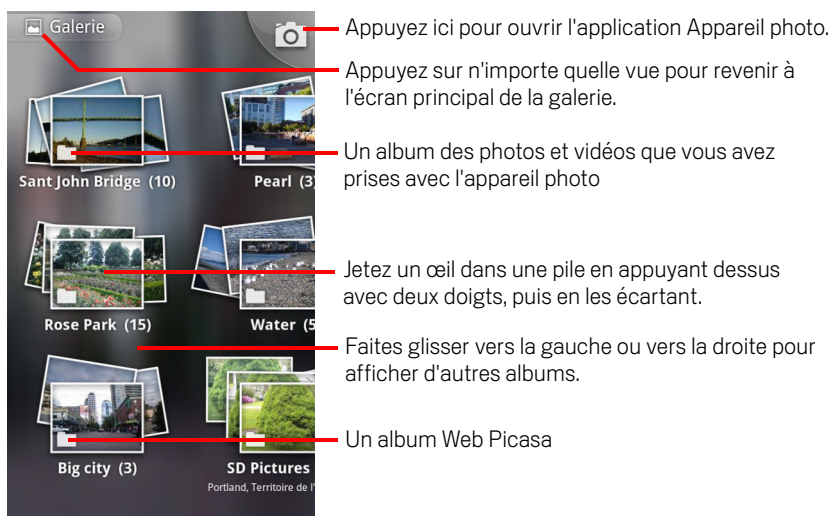 Galerie
Appuyez ici pour ouvrir l'application Appareil photo.
Appuyez sur n'importe quelle vue pour revenir à
l'écran principal de la galerie.
Un album des photos et vidéos que vous avez
prises avec l'appareil photo
Sant John Bridge (10)
Pearl (3)
Jetez un œil dans une pile en appuyant dessus
avec deux doigts, puis en les écartant.
Rose Park (15)
Water (5
Faites glisser vers la gauche ou vers la droite pour
afficher d'autres albums.
Un album Web Picasa
Big city (3)
SD Pictures
Portland, Territoire de l'